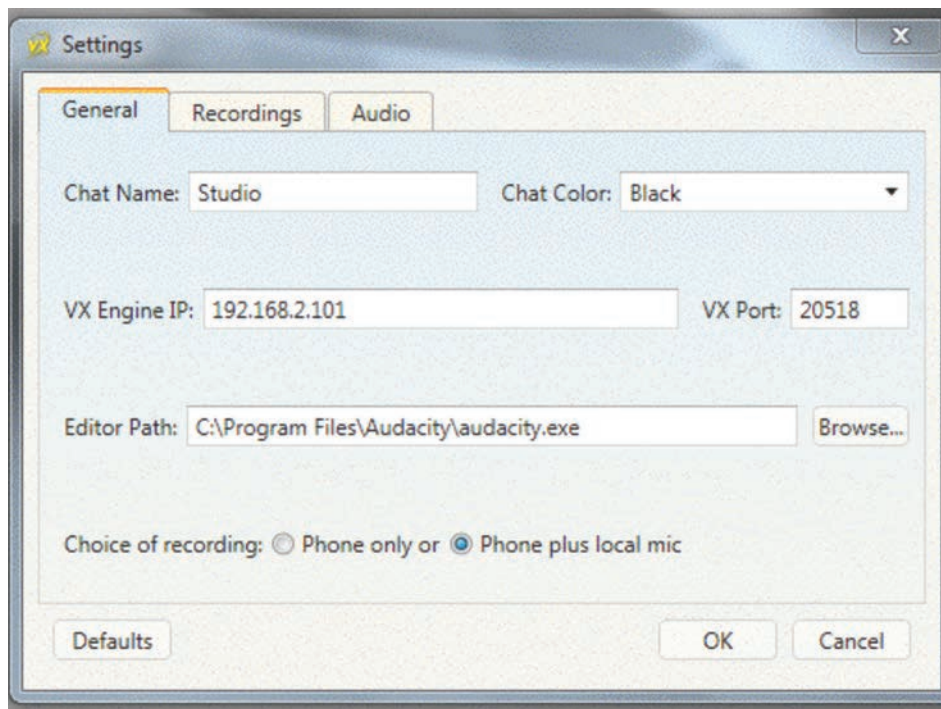 VX Settings
General Recordings Audio
Chat Name: Studio Chat Color: Black
VX Engine IP: 192.168.2.101 VX Port: 20518
Editor Path: C:\Program Files\Audacity\audacity.exe Browse...
Choice of recording: Phone only or Phone plus local mic
Defaults OK Cancel